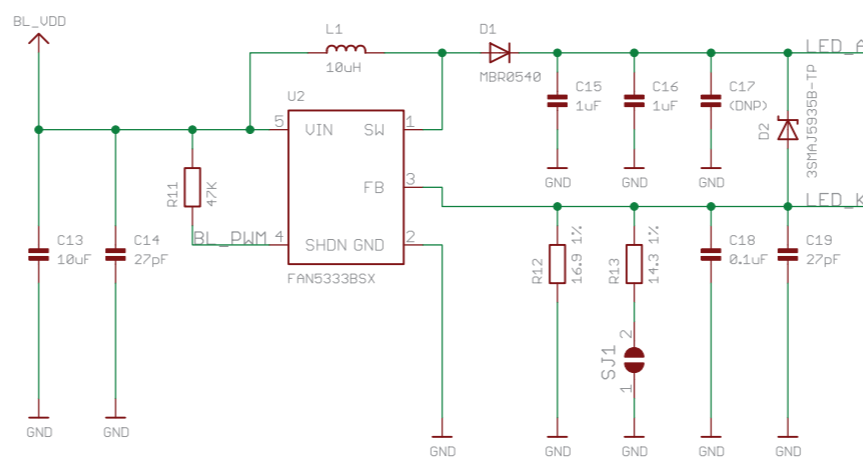 BL_VDD
L1
10uH
D1
MBR0540
LED_A
C15
1uF
C16
1uF
C17
(DNP)
D2
3SMAJ5935B-TP
U2
5
VIN
SW
1
FB
3
4
SHDN
GND
2
FAN5333BSX
R11
47K
BL_PWM
C13
10uF
C14
27pF
GND
GND
GND
LED_K
R12
16.9 1%
R13
14.3 1%
C18
0.1uF
C19
27pF
SJ1
2
1
GND
GND
GND
GND
GND
GND
GND